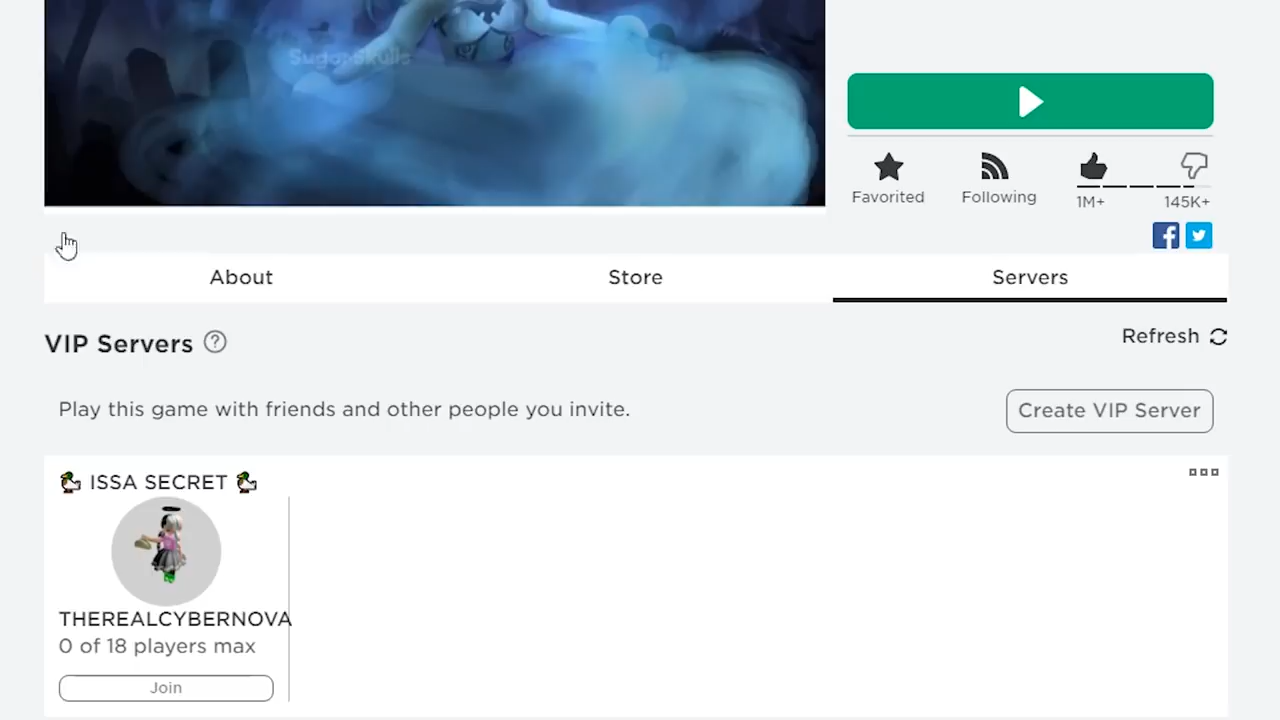 SugarSkulls
Favorited
Following
1M+
145K+
About
Store
Servers
VIP Servers
Refresh
Play this game with friends and other people you invite.
Create VIP Server
🦆 ISSA SECRET 🦆
THEREALCYBERNOVA
0 of 18 players max
Join